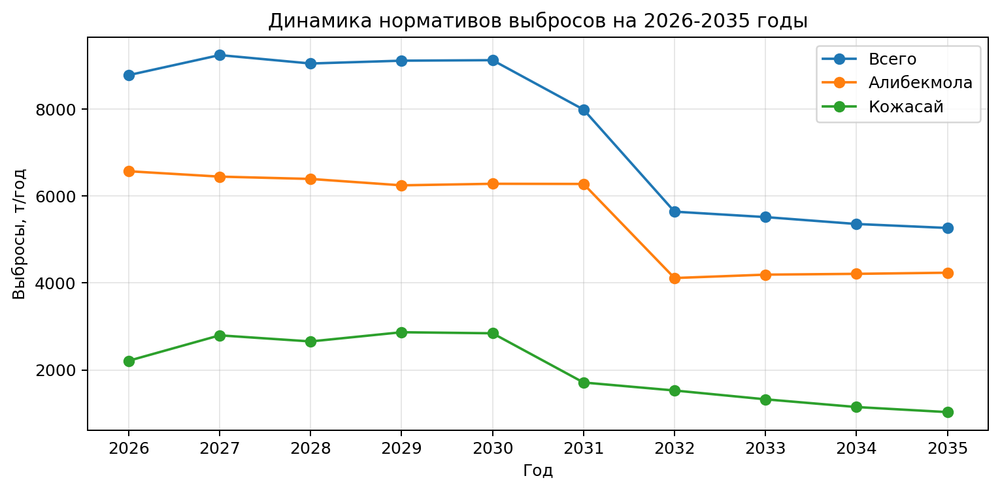 Динамика нормативов выбросов на 2026-2035 годы
Всего
Алибекмола
Кожасай
Выбросы, т/год
8000
6000
4000
2000
2026 2027 2028 2029 2030 2031 2032 2033 2034 2035
Год